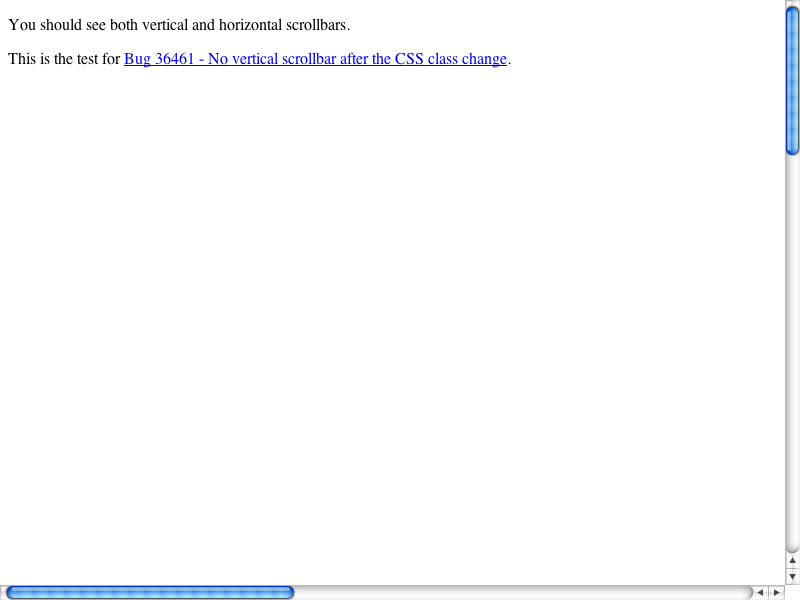 You should see both vertical and horizontal scrollbars.
This is the test for Bug 36461 - No vertical scrollbar after the CSS class change.